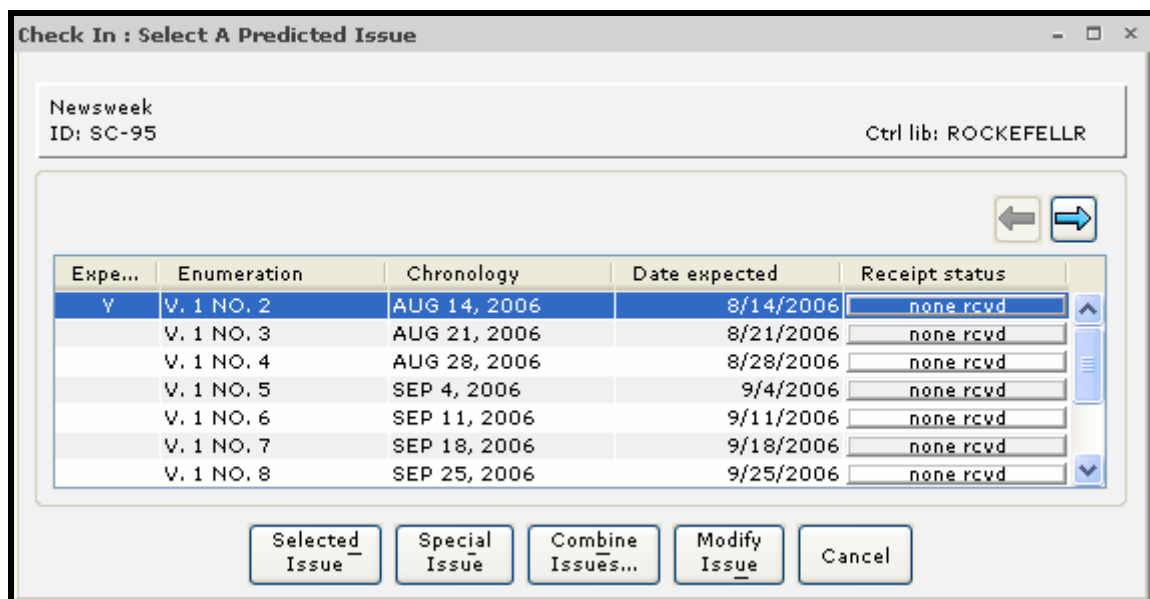 Check In : Select A Predicted Issue
Newsweek
ID: SC-95 Ctrl lib: ROCKEFELLR
Expe... Enumeration Chronology Date expected Receipt status
Y V. 1 NO. 2 AUG 14, 2006 8/14/2006 none rcvd
V. 1 NO. 3 AUG 21, 2006 8/21/2006 none rcvd
V. 1 NO. 4 AUG 28, 2006 8/28/2006 none rcvd
V. 1 NO. 5 SEP 4, 2006 9/4/2006 none rcvd
V. 1 NO. 6 SEP 11, 2006 9/11/2006 none rcvd
V. 1 NO. 7 SEP 18, 2006 9/18/2006 none rcvd
V. 1 NO. 8 SEP 25, 2006 9/25/2006 none rcvd
Selected Issue
Special Issue
Combine Issues...
Modify Issue
Cancel